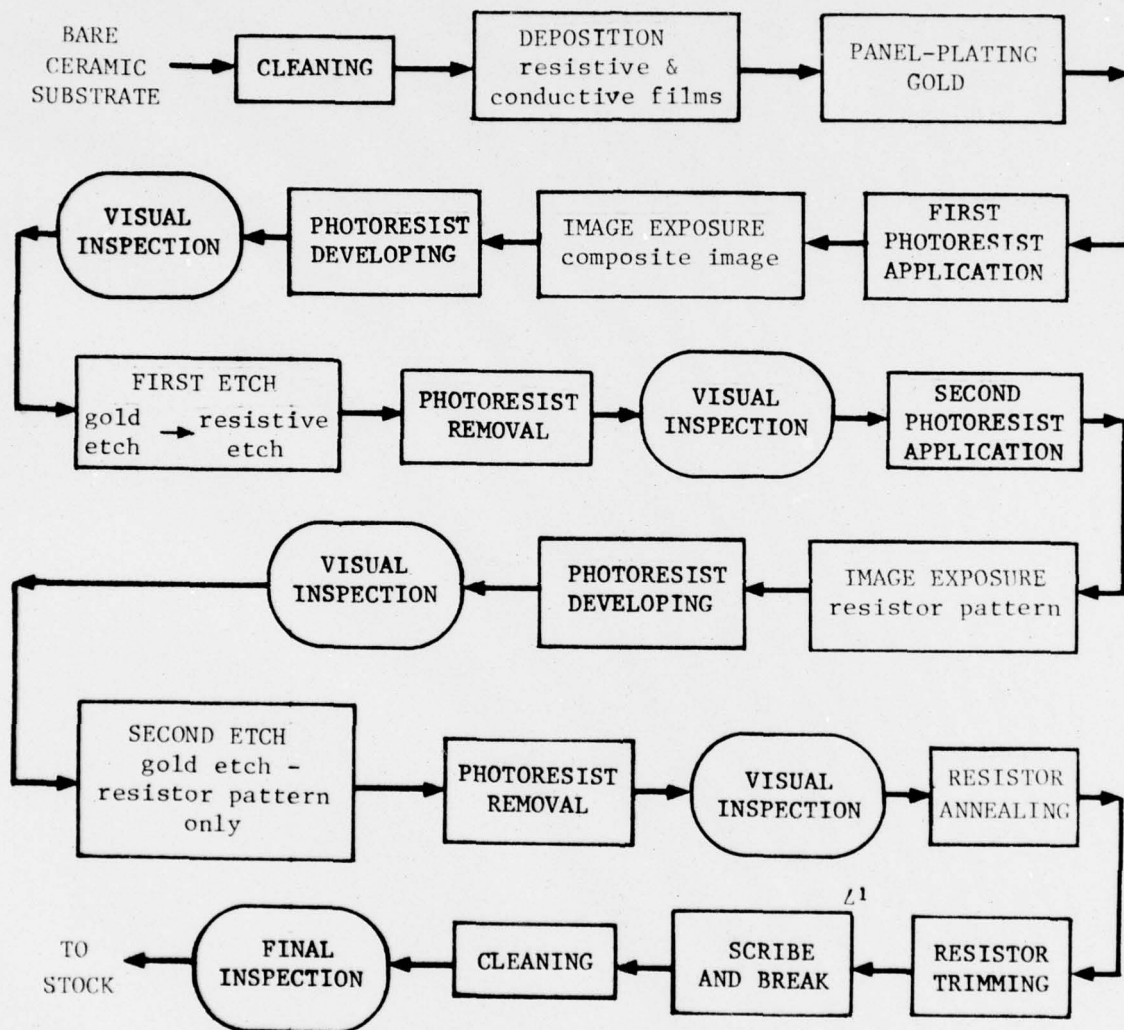 BARE
CERAMIC
SUBSTRATE
CLEANING
DEPOSITION
resistive &
conductive films
PANEL-PLATING
GOLD
FIRST
PHOTORESIST
APPLICATION
IMAGE EXPOSURE
composite image
PHOTORESIST
DEVELOPING
VISUAL
INSPECTION
FIRST ETCH
gold resistive
etch etch
PHOTORESIST
REMOVAL
VISUAL
INSPECTION
SECOND
PHOTORESIST
APPLICATION
IMAGE EXPOSURE
resistor pattern
PHOTORESIST
DEVELOPING
VISUAL
INSPECTION
SECOND ETCH
gold etch -
resistor pattern
only
PHOTORESIST
REMOVAL
VISUAL
INSPECTION
RESISTOR
ANNEALING
RESISTOR
TRIMMING
SCRIBE
AND BREAK
CLEANING
FINAL
INSPECTION
TO
STOCK